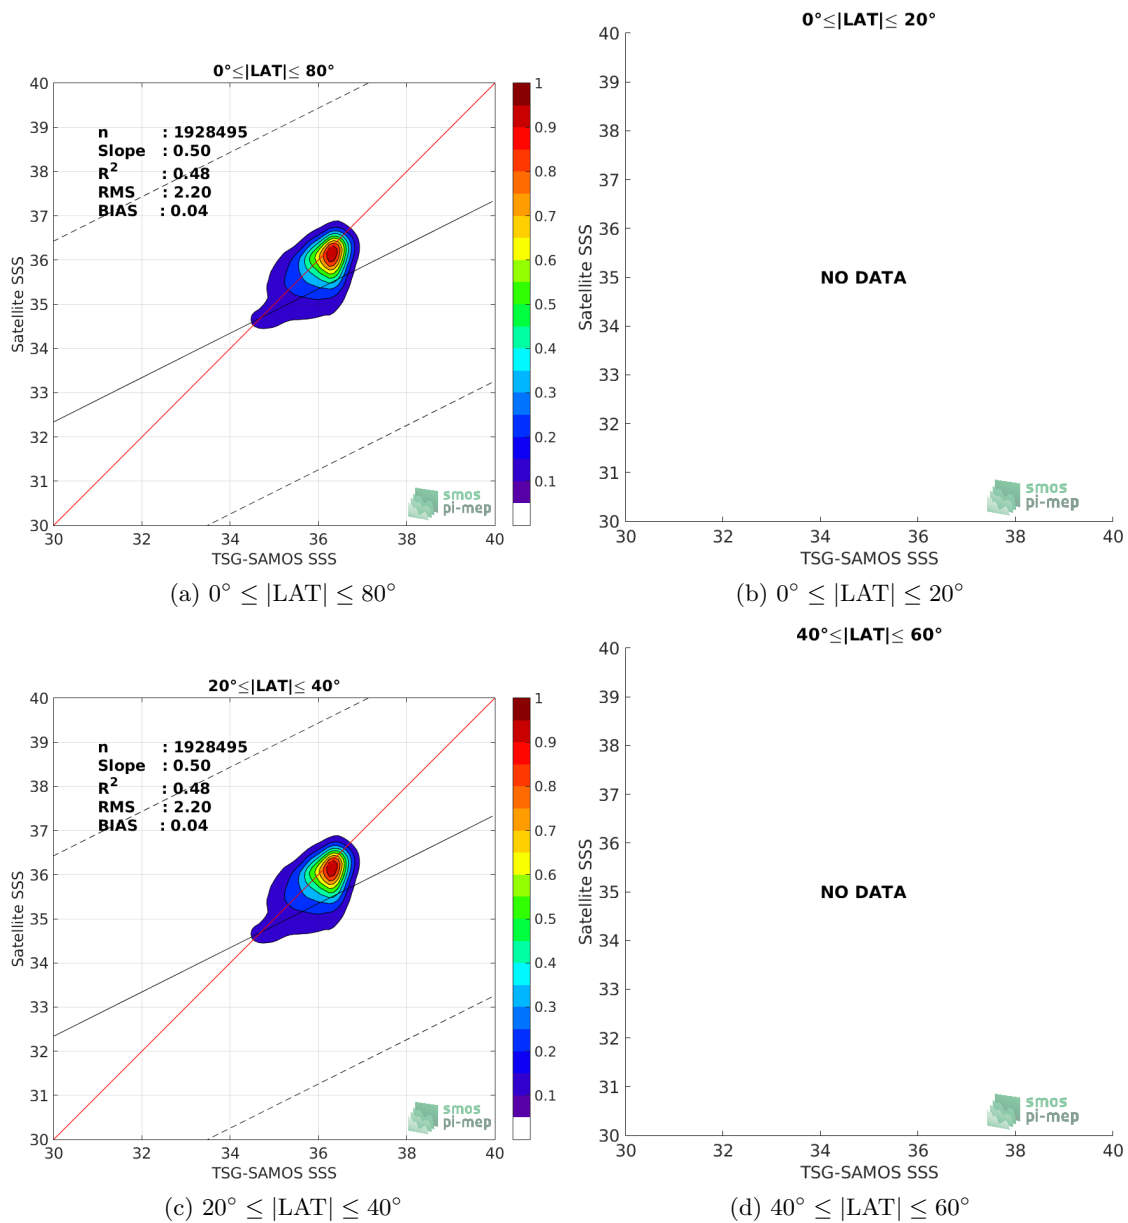 0°≤|LAT|≤ 80°
40
39
38
37
36
35
34
33
32
31
30
Satellite SSS
n : 1928495
Slope : 0.50
R² : 0.48
RMS : 2.20
BIAS : 0.04
1
0.9
0.8
0.7
0.6
0.5
0.4
0.3
0.2
0.1
smos
pi-mep
30 32 34 36 38 40
TSG-SAMOS SSS
(a) 0° ≤ |LAT| ≤ 80°
0°≤|LAT|≤ 20°
40
39
38
37
36
35
34
33
32
31
30
Satellite SSS
NO DATA
smos
pi-mep
30 32 34 36 38 40
TSG-SAMOS SSS
(b) 0° ≤ |LAT| ≤ 20°
20°≤|LAT|≤ 40°
40
39
38
37
36
35
34
33
32
31
30
Satellite SSS
n : 1928495
Slope : 0.50
R² : 0.48
RMS : 2.20
BIAS : 0.04
1
0.9
0.8
0.7
0.6
0.5
0.4
0.3
0.2
0.1
smos
pi-mep
30 32 34 36 38 40
TSG-SAMOS SSS
(c) 20° ≤ |LAT| ≤ 40°
40°≤|LAT|≤ 60°
40
39
38
37
36
35
34
33
32
31
30
Satellite SSS
NO DATA
smos
pi-mep
30 32 34 36 38 40
TSG-SAMOS SSS
(d) 40° ≤ |LAT| ≤ 60°